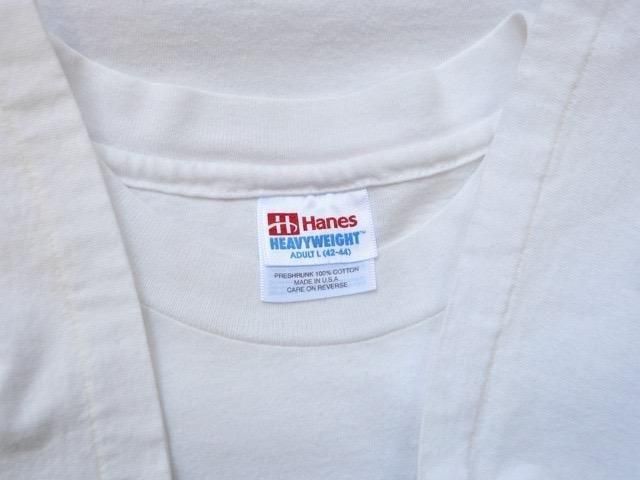 Hanes
HEAVYWEIGHT™
ADULT L (42-44)
PRESHRUNK 100% COTTON
MADE IN U.S.A.
CARE ON REVERSE